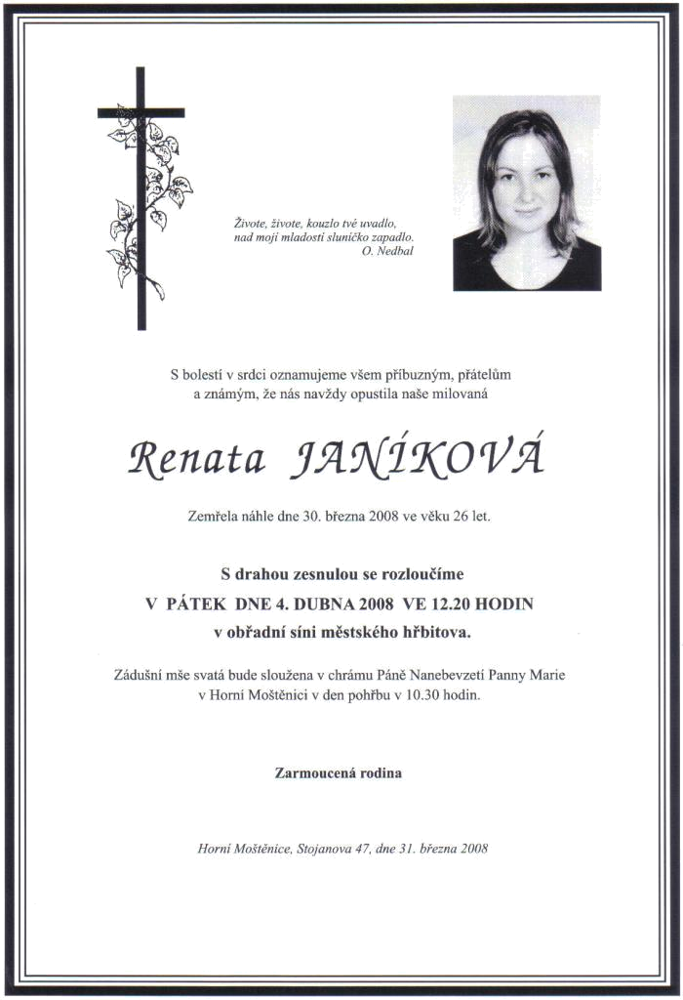 Živote, živote, kouzlo tvé uvadlo,
nad mojí mladostí sluníčko zapadlo.
O. Nedbal
S bolestí v srdci oznamujeme všem příbuzným, přátelům
a známým, že nás navždy opustila naše milovaná
Renata JANÍKOVÁ
Zemřela náhle dne 30. března 2008 ve věku 26 let.
S drahou zesnulou se rozloučíme
V PÁTEK DNE 4. DUBNA 2008 VE 12.20 HODIN
v obřadní síni městského hřbitova.
Zádušní mše svatá bude sloužena v chrámu Páně Nanebevzetí Panny Marie
v Horní Moštěnici v den pohřbu v 10.30 hodin.
Zarmoucená rodina
Horní Moštěnice, Stojanova 47, dne 31. března 2008